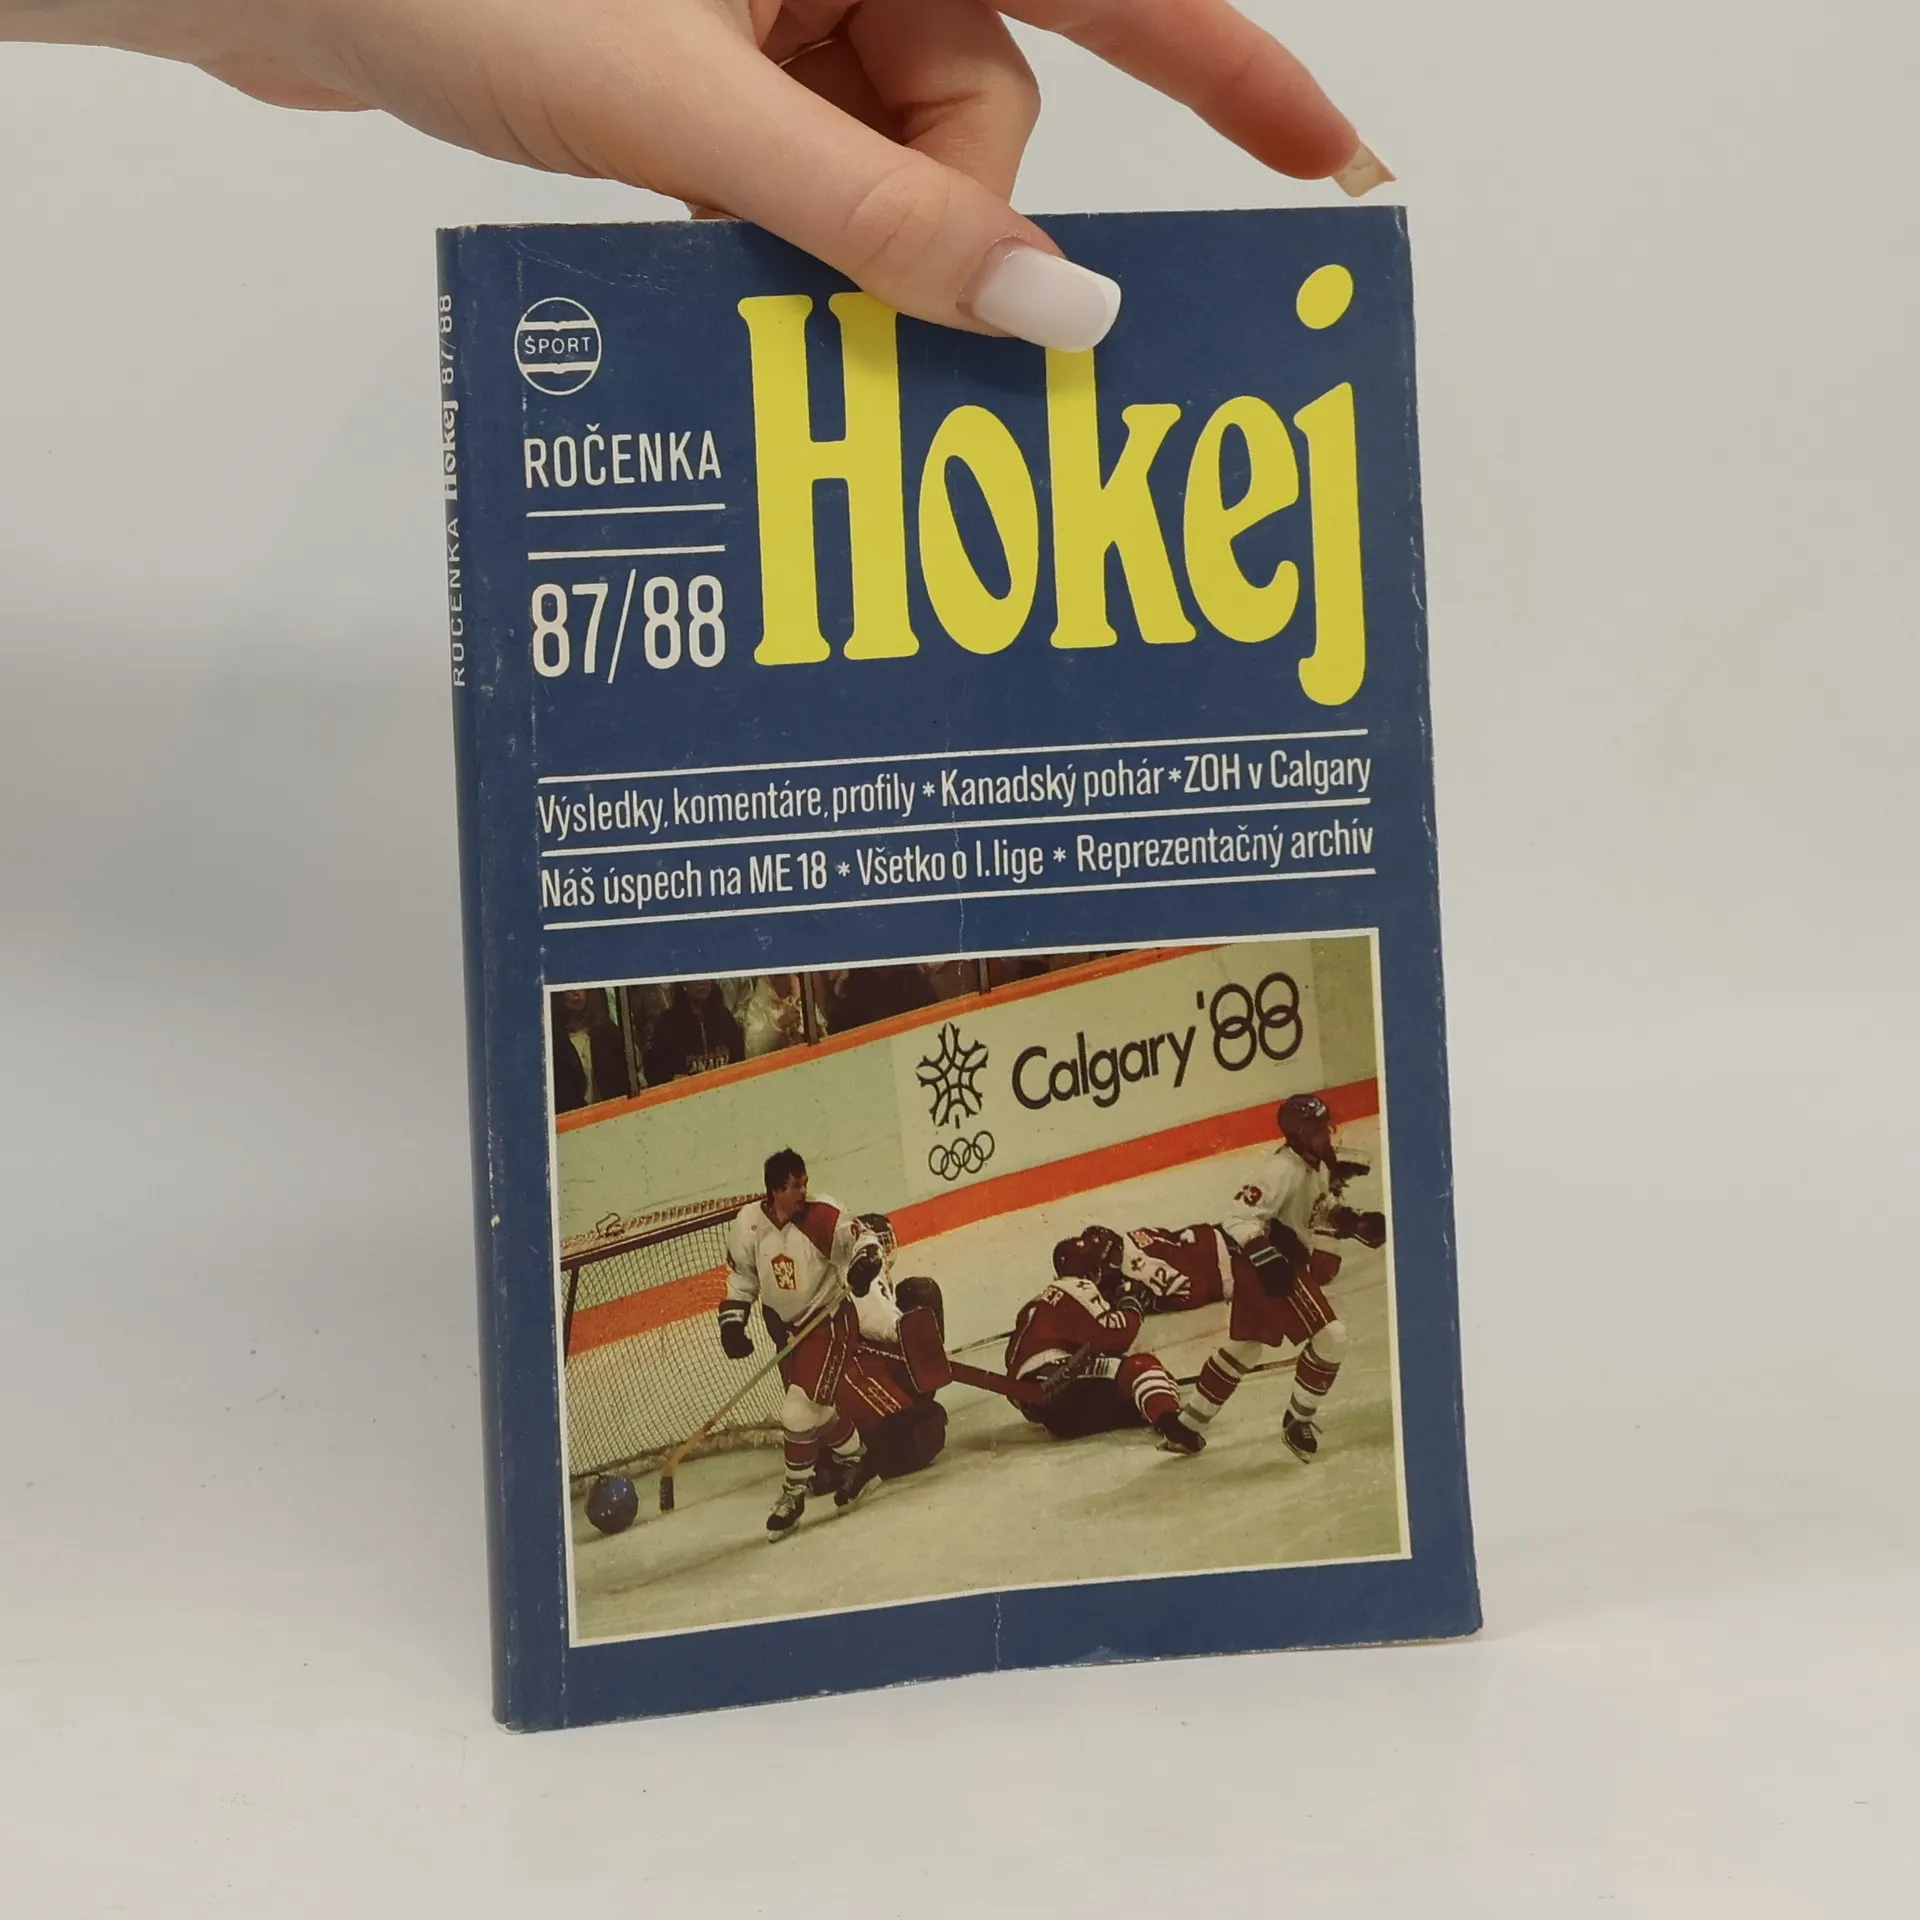 ŠPORT
ROČENKA
87/88
Hokej
Výsledky, komentáre, profily * Kanadský pohár * ZOH v Calgary
Náš úspech na ME 18 * Všetko o I. lige * Reprezentačný archív
Calgary '88
12
ROČENKA Hokej 87/88